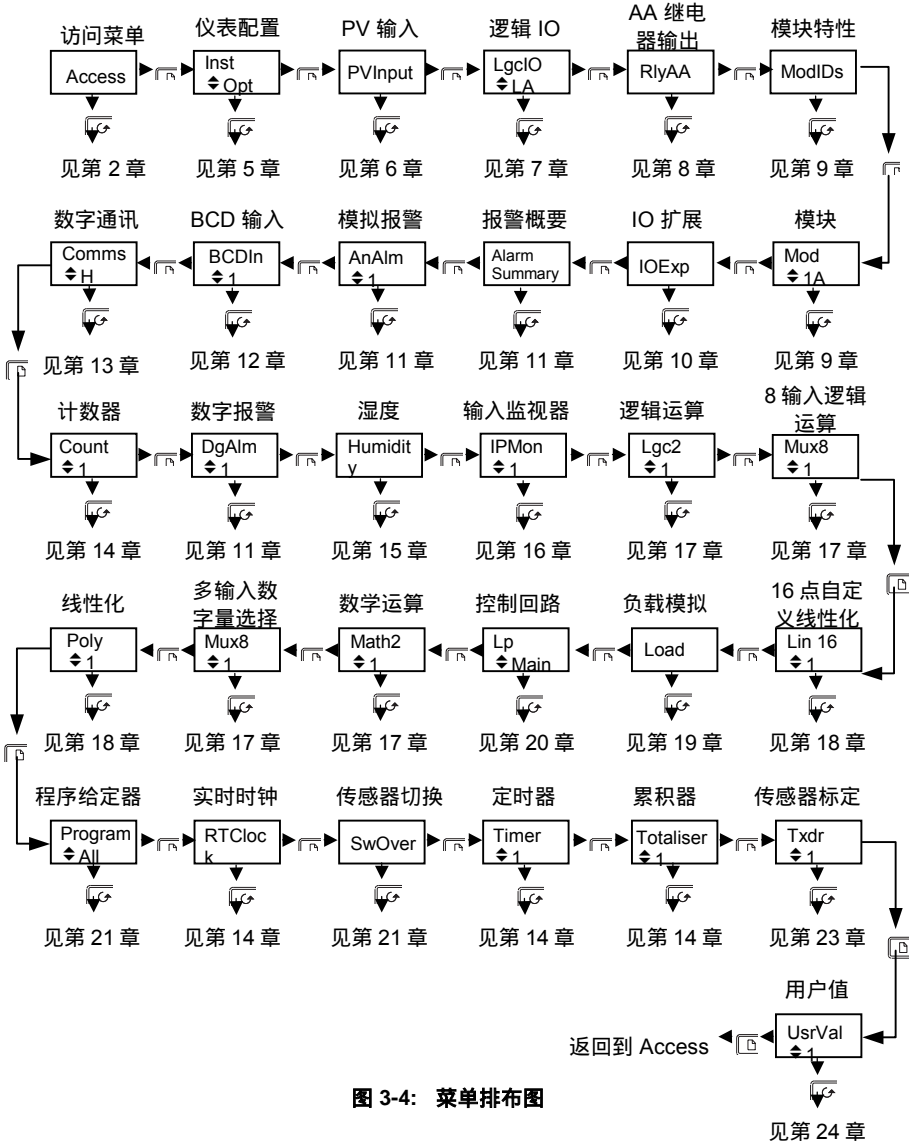 访问菜单
仪表配置
PV 输入
逻辑 IO
AA 继电
器输出
模块特性
Access
Inst
Opt
PVInput
LgcIO
LA
RlyAA
ModIDs
见第 2 章
见第 5 章
见第 6 章
见第 7 章
见第 8 章
见第 9 章
数字通讯
BCD 输入
模拟报警
报警概要
IO 扩展
模块
Comms
H
BCDIn
1
AnAlm
1
Alarm
Summary
IOExp
Mod
1A
见第 13 章
见第 12 章
见第 11 章
见第 11 章
见第 10 章
见第 9 章
计数器
数字报警
湿度
输入监视器
逻辑运算
8 输入逻辑
运算
Count
1
DgAlm
1
Humidit
y
IPMon
1
Lgc2
1
Mux8
1
见第 14 章
见第 11 章
见第 15 章
见第 16 章
见第 17 章
见第 17 章
线性化
多输入数
字量选择
数学运算
控制回路
负载模拟
16 点自定
义线性化
Poly
1
Mux8
1
Math2
1
Lp
Main
Load
Lin 16
1
见第 18 章
见第 17 章
见第 17 章
见第 20 章
见第 19 章
见第 18 章
程序给定器
实时时钟
传感器切换
定时器
累积器
传感器标定
Program
All
RTCloc
k
SwOver
Timer
1
Totaliser
1
Txdr
1
见第 21 章
见第 14 章
见第 21 章
见第 14 章
见第 14 章
见第 23 章
用户值
返回到 Access
UsrVal
1
图 3-4: 菜单排布图
见第 24 章